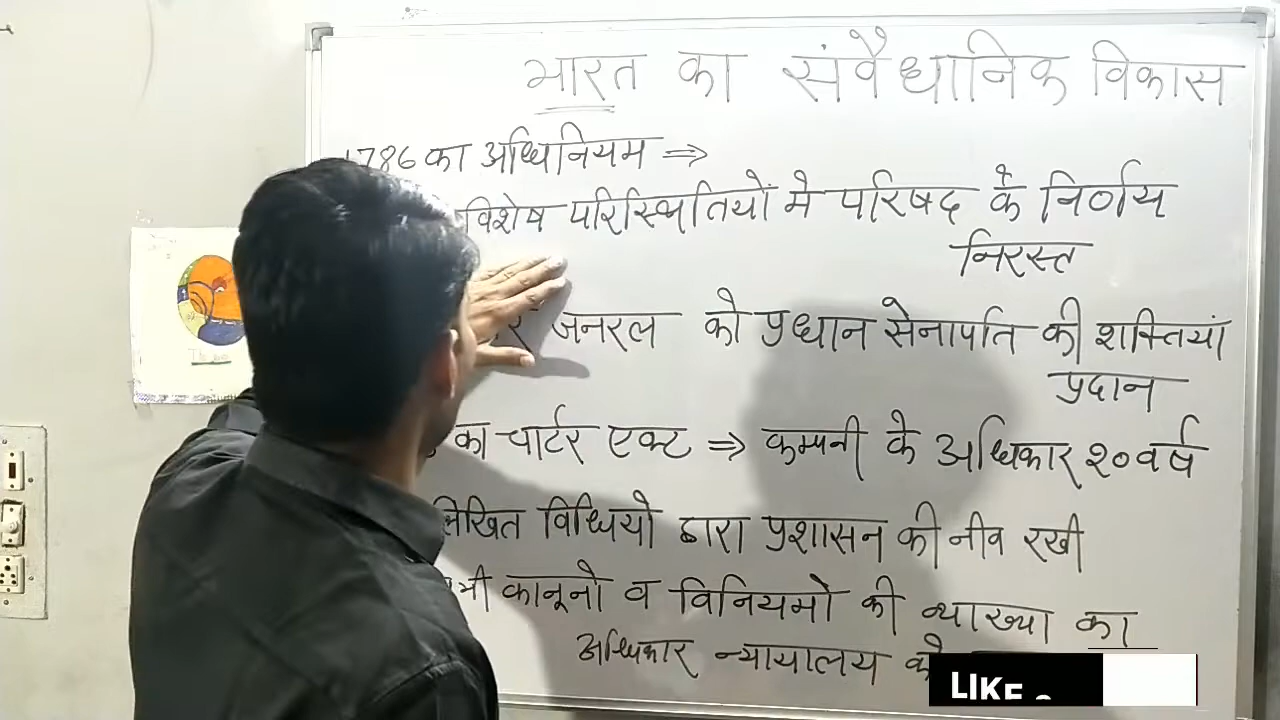 भारत का संवैधानिक विकास
1786 का अधिनियम ⇒
विशेष परिस्थितियों मे परिषद के निर्णय
निरस्त
जनरल को प्रधान सेनापति की शक्तियां
प्रदान
का चार्टर एक्ट ⇒ कम्पनी के अधिकार २० वर्ष
लिखित विधियो द्वारा प्रशासन की नीव रखी
कानूनो व विनियमो की व्याख्या का
अधिकार न्यायालय को
LIKE